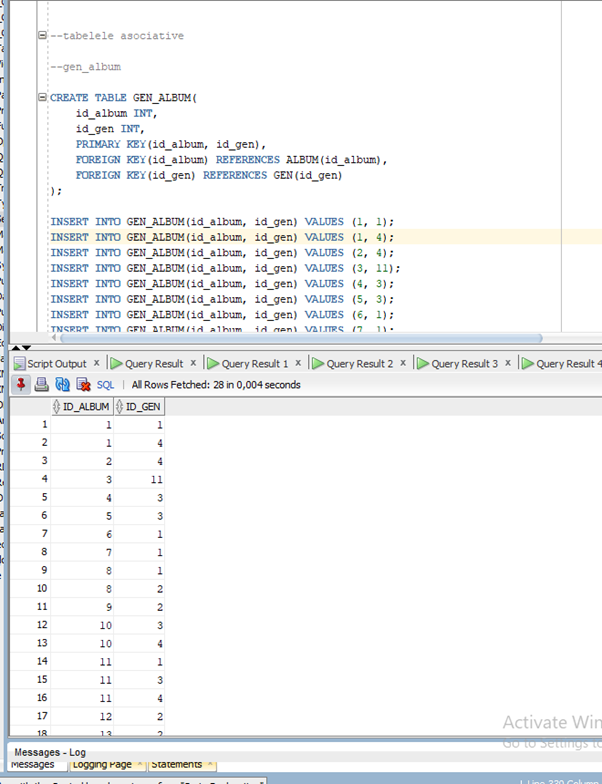 --tabelele asociative
--gen_album
CREATE TABLE GEN_ALBUM(
id_album INT,
id_gen INT,
PRIMARY KEY(id_album, id_gen),
FOREIGN KEY(id_album) REFERENCES ALBUM(id_album),
FOREIGN KEY(id_gen) REFERENCES GEN(id_gen)
);
INSERT INTO GEN_ALBUM(id_album, id_gen) VALUES (1, 1);
INSERT INTO GEN_ALBUM(id_album, id_gen) VALUES (1, 4);
INSERT INTO GEN_ALBUM(id_album, id_gen) VALUES (2, 4);
INSERT INTO GEN_ALBUM(id_album, id_gen) VALUES (3, 11);
INSERT INTO GEN_ALBUM(id_album, id_gen) VALUES (4, 3);
INSERT INTO GEN_ALBUM(id_album, id_gen) VALUES (5, 3);
INSERT INTO GEN_ALBUM(id_album, id_gen) VALUES (6, 1);
INSERT INTO GEN_ALBUM(id_album, id_gen) VALUES (7, 1);
Script Output x Query Result x Query Result 1 x Query Result 2 x Query Result 3 x Query Result 4
SQL | All Rows Fetched: 28 in 0,004 seconds
ID_ALBUM ID_GEN
1 1 1
2 1 4
3 2 4
4 3 11
5 4 3
6 5 3
7 6 1
8 7 1
9 8 1
10 8 2
11 9 2
12 10 3
13 10 4
14 11 1
15 11 3
16 11 4
17 12 2
18 13 2
Activate Win
Go to Settings to
Messages - Log
Messages Logging Page x Statements x